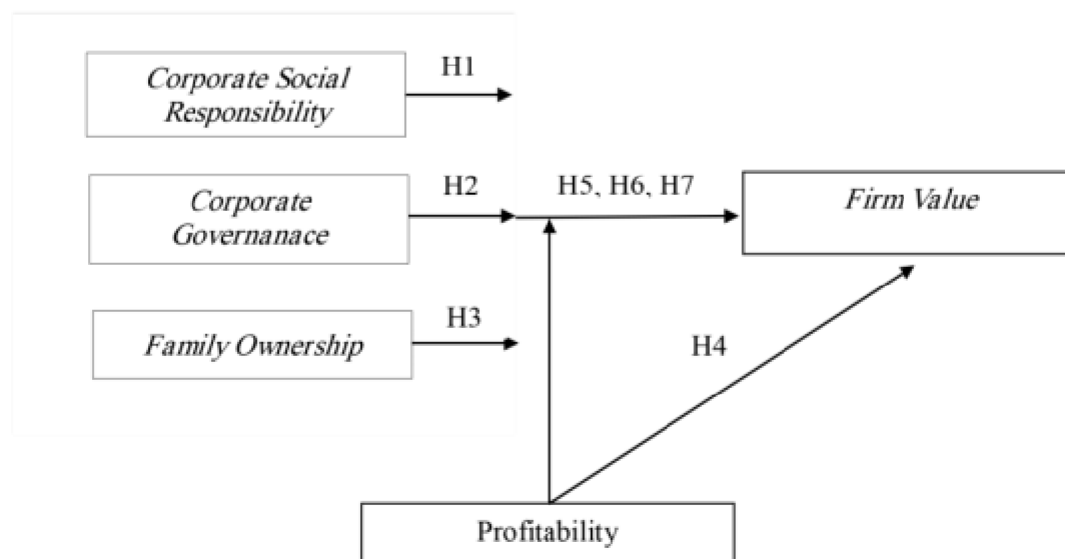 Corporate Social
Responsibility
H1
Corporate
Governanace
H2
H5, H6, H7
Firm Value
Family Ownership
H3
H4
Profitability